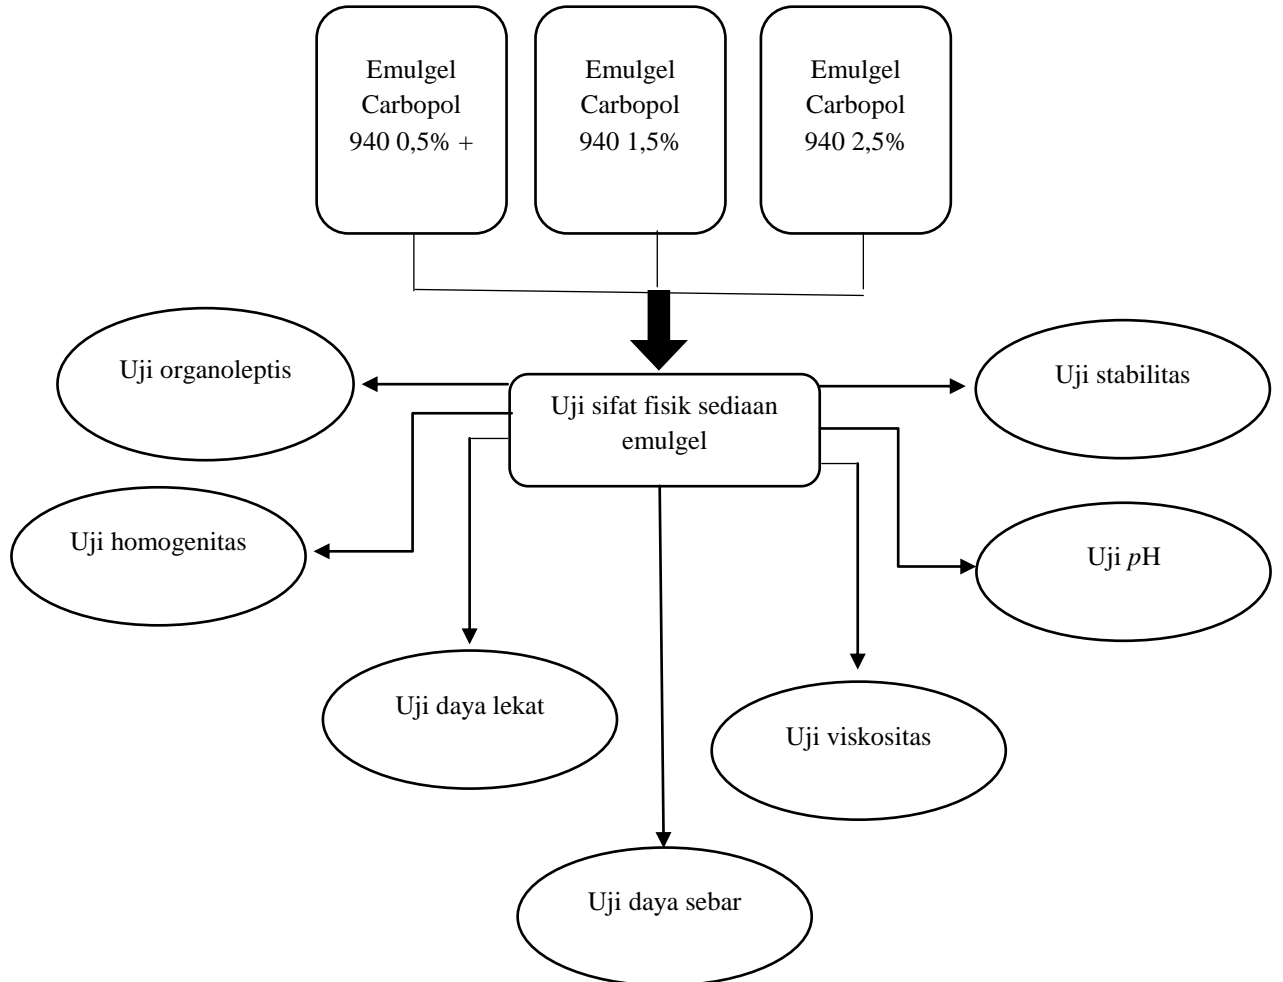 Emulgel
Carbopol
940 0,5% +
Emulgel
Carbopol
940 1,5%
Emulgel
Carbopol
940 2,5%
Uji organoleptis
Uji sifat fisik sediaan
emulgel
Uji stabilitas
Uji homogenitas
Uji pH
Uji daya lekat
Uji viskositas
Uji daya sebar